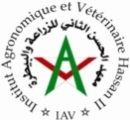 Institut Agronomique et Vétérinaire Hassan II
معهد الحسن الثاني للزراعة والبيطرة
IAV